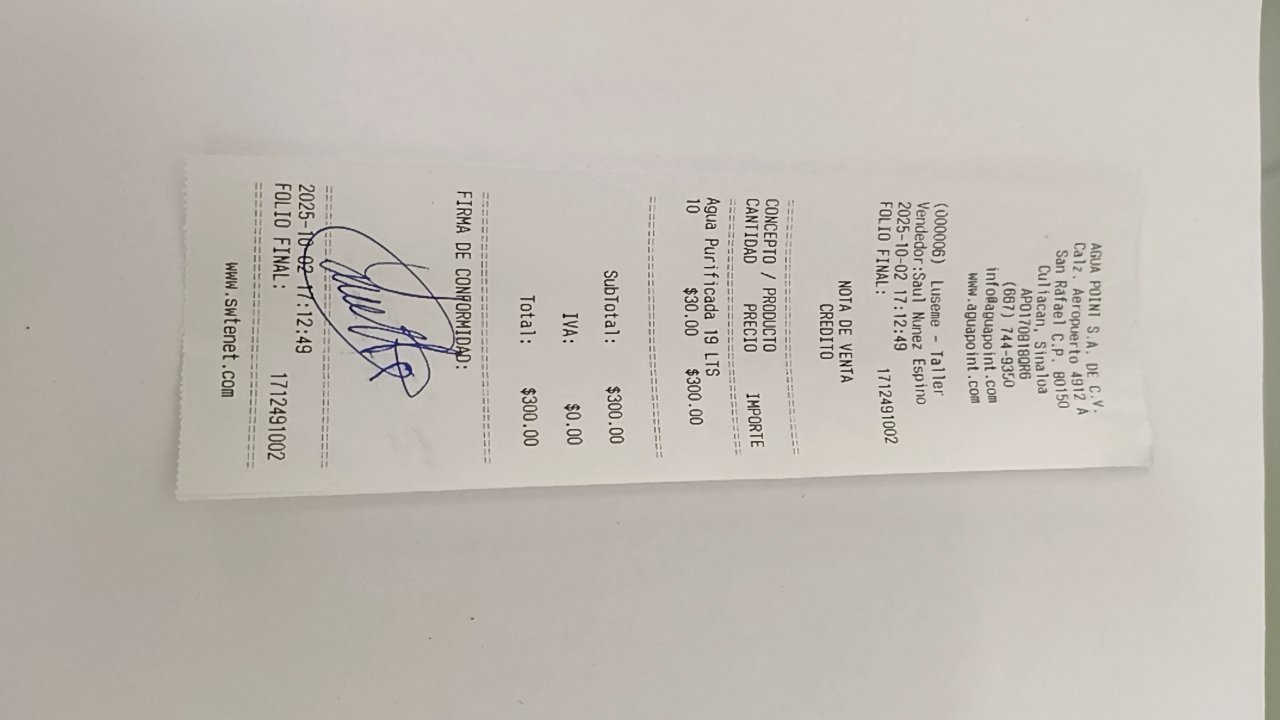 AGUA POINT S.A. DE C.V.
Calz. Aeropuerto 4912 A
San Rafael C.P. 80150
Culiacan, Sinaloa
APO170818QR6
(667) 744-9350
info@aguapoint.com
www.aguapoint.com
(000006) Luseme - Taller
Vendedor:Saul Nunez Espino
2025-10-02 17:12:49
FOLIO FINAL: 1712491002
NOTA DE VENTA
CREDITO
CONCEPTO / PRODUCTO
CANTIDAD PRECIO IMPORTE
Agua Purificada 19 LTS
10 $30.00 $300.00
SubTotal: $300.00
IVA: $0.00
Total: $300.00
FIRMA DE CONFORMIDAD:
2025-10-02 17:12:49
FOLIO FINAL: 1712491002
www.swtenet.com